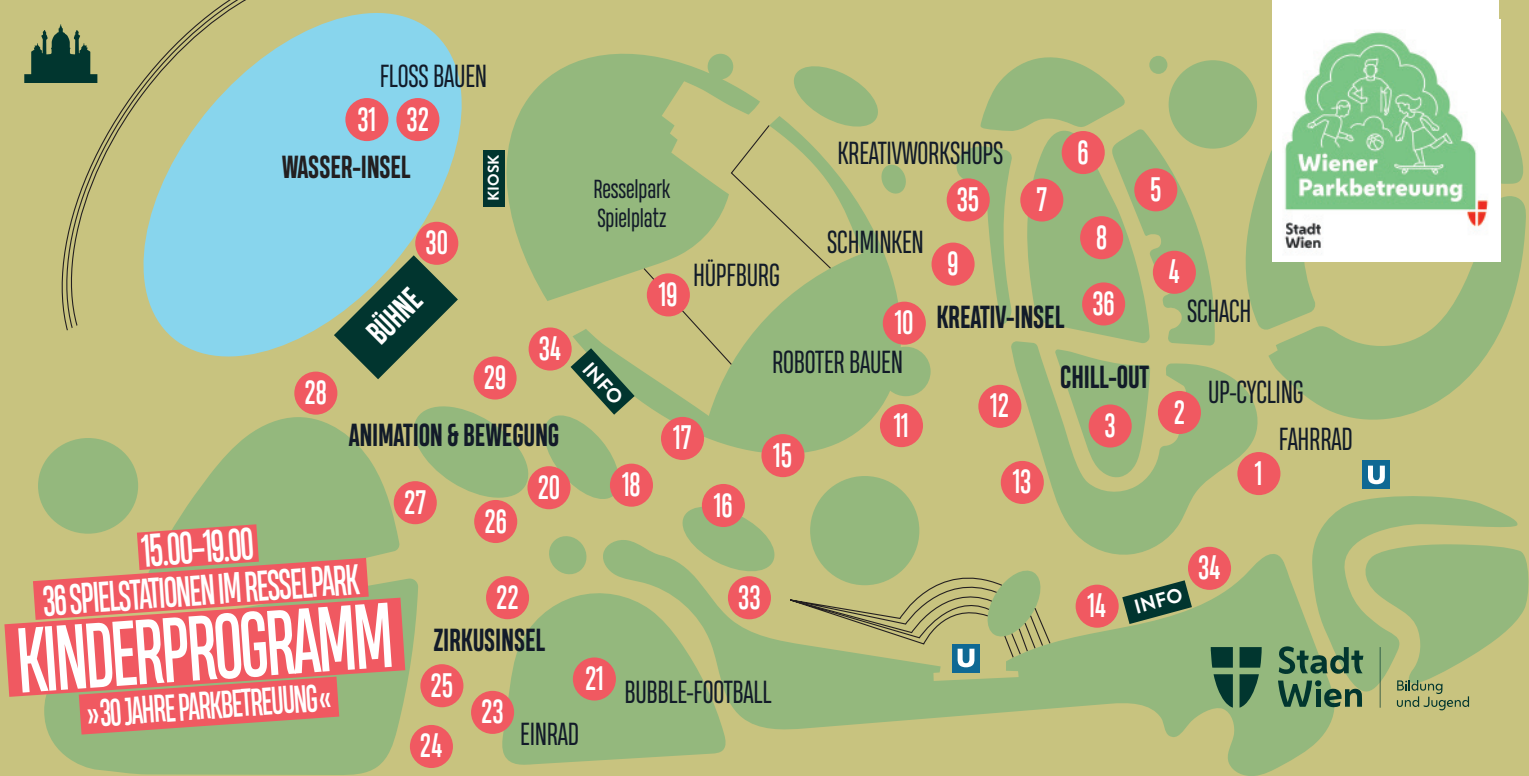 FLOSS BAUEN
31
32
WASSER-INSEL
KIOSK
30
BÜHNE
28
29
34
INFO
Resselpark
Spielplatz
19
HÜPFBURG
KREATIVWORKSHOPS
35
6
7
5
8
SCHMINKEN
9
4
36
10
KREATIV-INSEL
SCHACH
ROBOTER BAUEN
CHILL-OUT
UP-CYCLING
12
3
2
11
FAHRRAD
1
U
13
ANIMATION & BEWEGUNG
17
15
18
20
16
27
26
22
33
ZIRKUSINSEL
25
21
BUBBLE-FOOTBALL
23
EINRAD
24
U
14
INFO
34
15.00–19.00
36 SPIELSTATIONEN IM RESSELPARK
KINDERPROGRAMM
»30 JAHRE PARKBETREUUNG«
Wiener
Parkbetreuung
Stadt
Wien
Stadt
Wien
Bildung
und Jugend